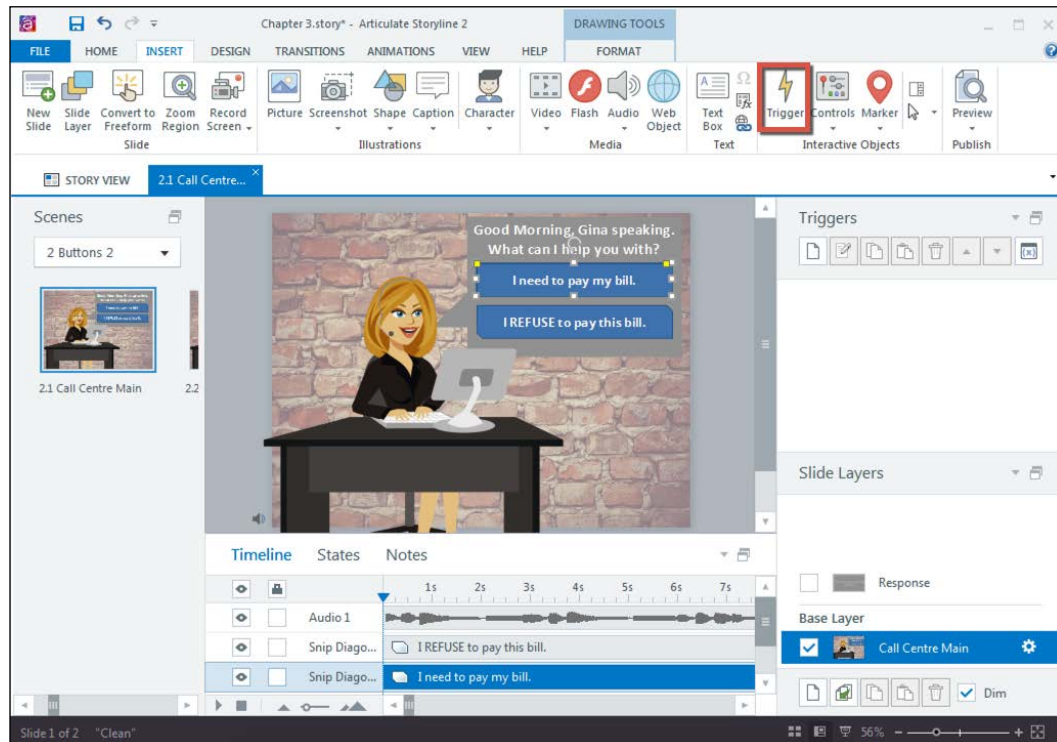 Chapter 3.story* - Articulate Storyline 2
DRAWING TOOLS
FILE HOME INSERT DESIGN TRANSITIONS ANIMATIONS VIEW HELP FORMAT
New Slide
Slide Layer
Convert to Freeform
Zoom Region
Record Screen
Picture
Screenshot
Shape
Caption
Character
Video
Flash
Audio
Web Object
Text Box
Trigger
Controls
Marker
Preview
Slide
Illustrations
Media
Text
Interactive Objects
Publish
STORY VIEW
2.1 Call Centre...
Scenes
2 Buttons 2
2.1 Call Centre Main
2.2
Good Morning, Gina speaking.
What can I help you with?
I need to pay my bill.
I REFUSE to pay this bill.
Triggers
Slide Layers
Response
Base Layer
Call Centre Main
Dim
Timeline States Notes
1s 2s 3s 4s 5s 6s 7s
Audio 1
Snip Diago... I REFUSE to pay this bill.
Snip Diago... I need to pay my bill.
Slide 1 of 2 "Clean"
56%